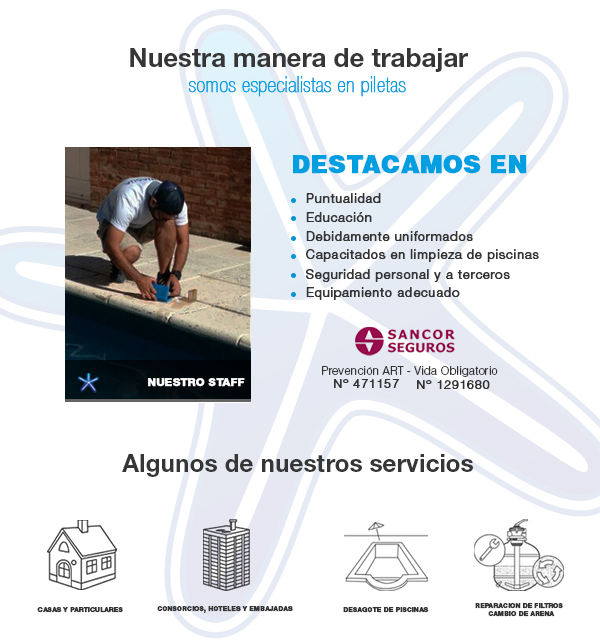 Nuestra manera de trabajar
somos especialistas en piletas
DESTACAMOS EN
Puntualidad
Educación
Debidamente uniformados
Capacitados en limpieza de piscinas
Seguridad personal y a terceros
Equipamiento adecuado
NUESTRO STAFF
SANCOR
SEGUROS
Prevención ART - Vida Obligatorio
Nº 471157 Nº 1291680
Algunos de nuestros servicios
CASAS Y PARTICULARES
CONSORCIOS, HOTELES Y EMBAJADAS
DESAGOTE DE PISCINAS
REPARACION DE FILTROS
CAMBIO DE ARENA